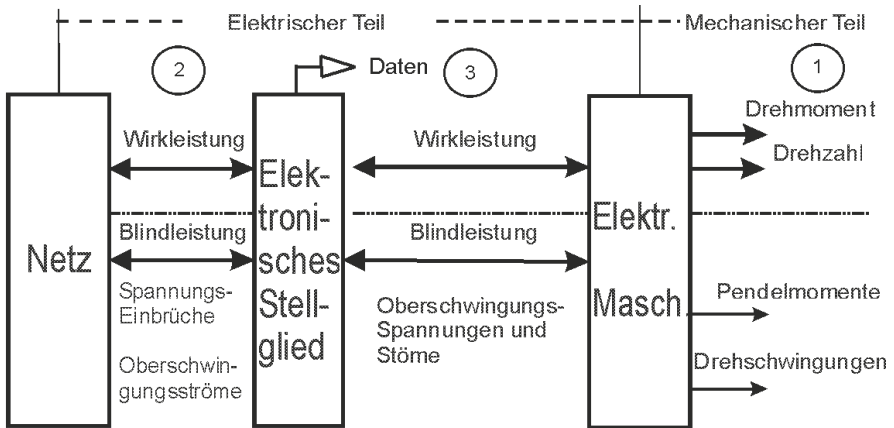 Elektrischer Teil
Mechanischer Teil
2
Daten
3
1
Drehmoment
Wirkleistung
Wirkleistung
Drehzahl
Netz
Elek-
troni-
sches
Stell-
glied
Elektr.
Masch
Blindleistung
Blindleistung
Spannungs-
Einbrüche
Oberschwin-
gungsströme
Oberschwingungs-
Spannungen und
Stöme
Pendelmomente
Drehschwingungen